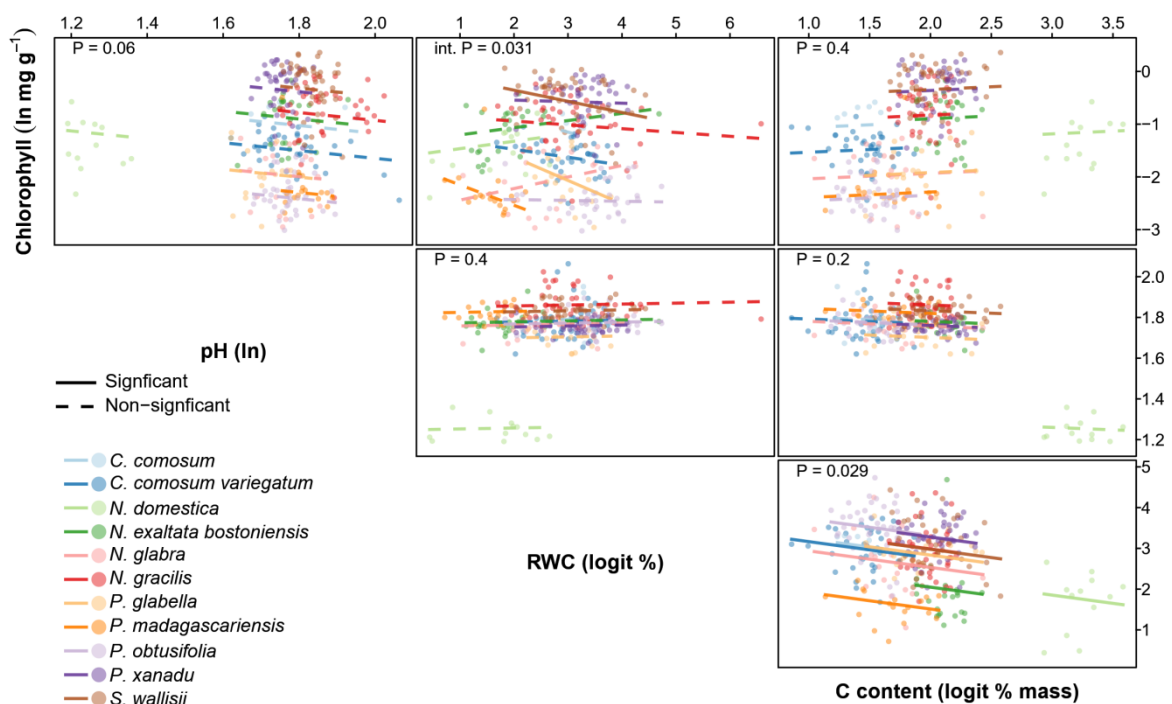 1.2 1.4 1.6 1.8 2.0 1 2 3 4 5 6 1.0 1.5 2.0 2.5 3.0 3.5
P = 0.06 int. P = 0.031 P = 0.4
Chlorophyll (ln mg g⁻¹)
0
−1
−2
−3
P = 0.4 P = 0.2
2.0
1.8
1.6
1.4
1.2
pH (ln)
Signficant
Non−signficant
P = 0.029
5
4
3
2
1
C. comosum
C. comosum variegatum
N. domestica
N. exaltata bostoniensis
N. glabra
N. gracilis
P. glabella
P. madagascariensis
P. obtusifolia
P. xanadu
S. wallisii
RWC (logit %)
C content (logit % mass)